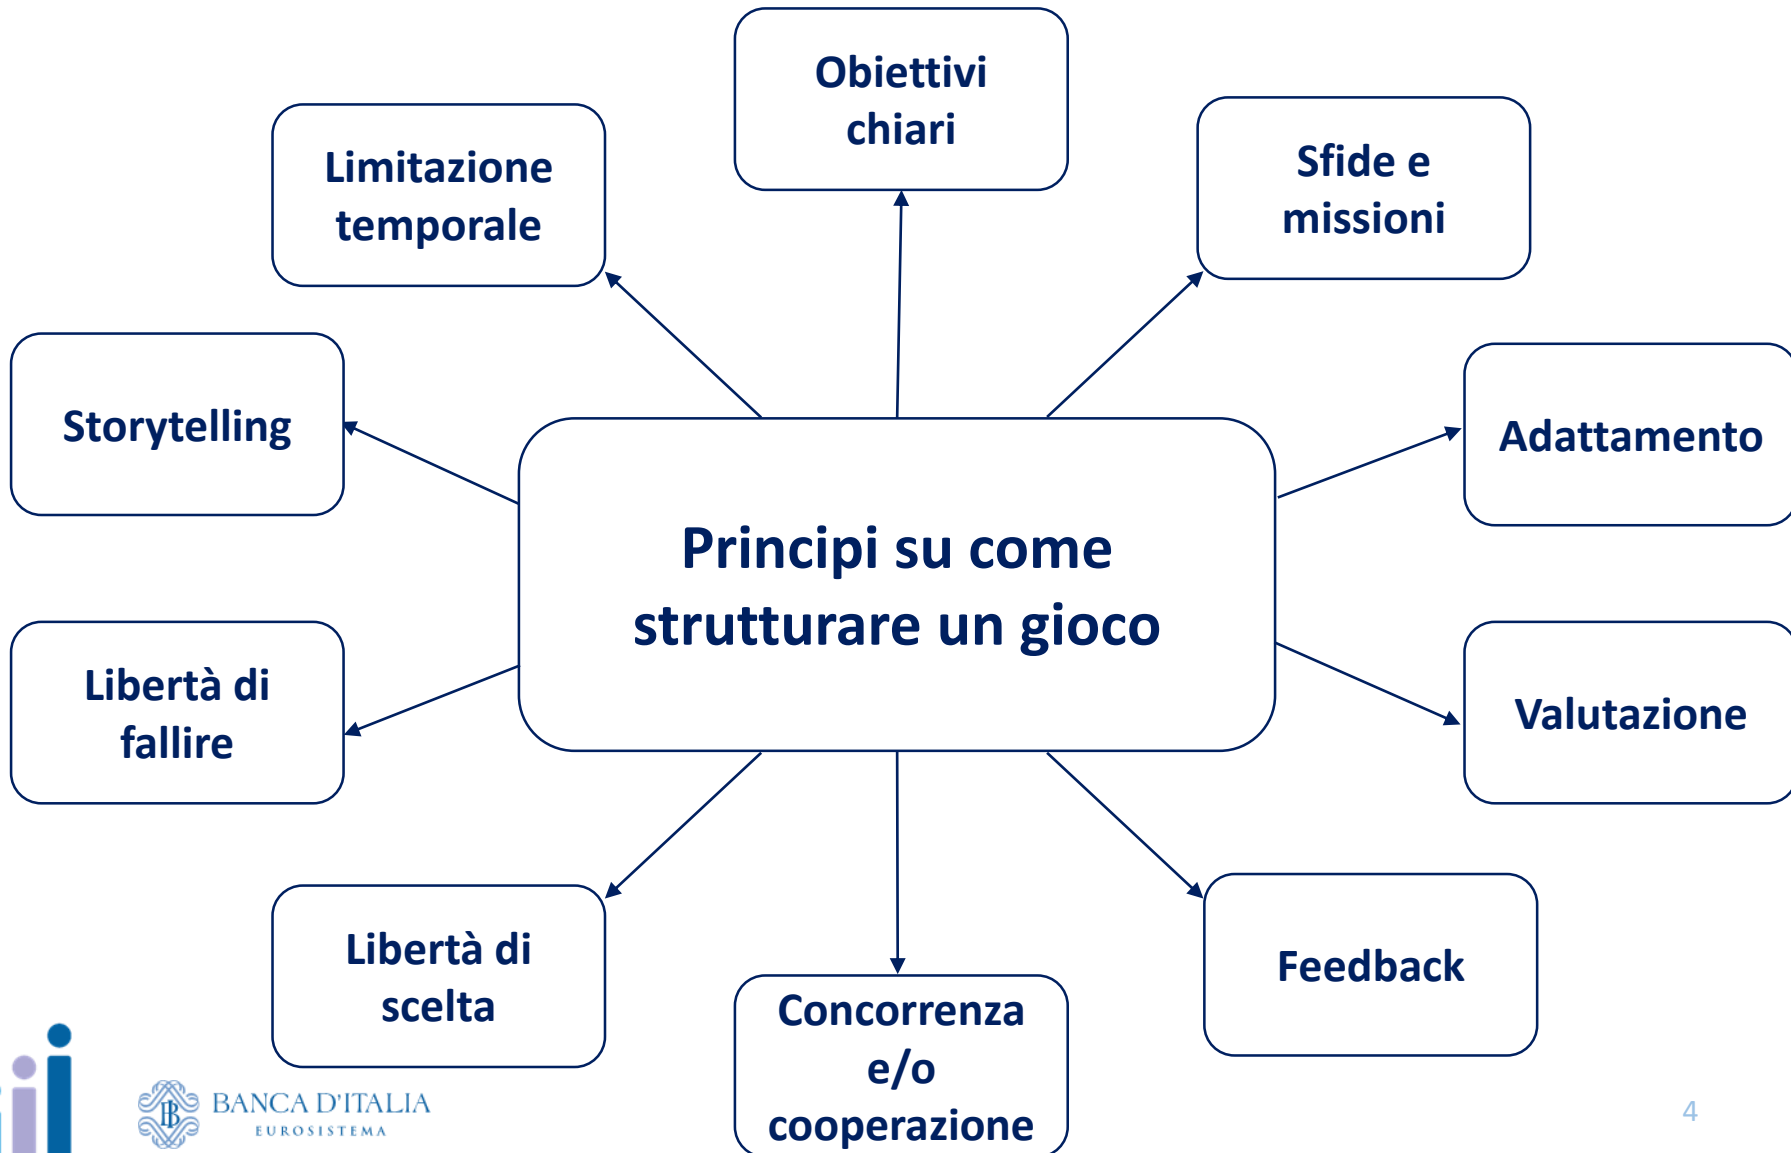 Obiettivi
chiari
Limitazione
temporale
Sfide e
missioni
Storytelling
Adattamento
Principi su come
strutturare un gioco
Libertà di
fallire
Valutazione
Libertà di
scelta
Concorrenza
e/o
cooperazione
Feedback
BANCA D'ITALIA
EUROSISTEMA
4